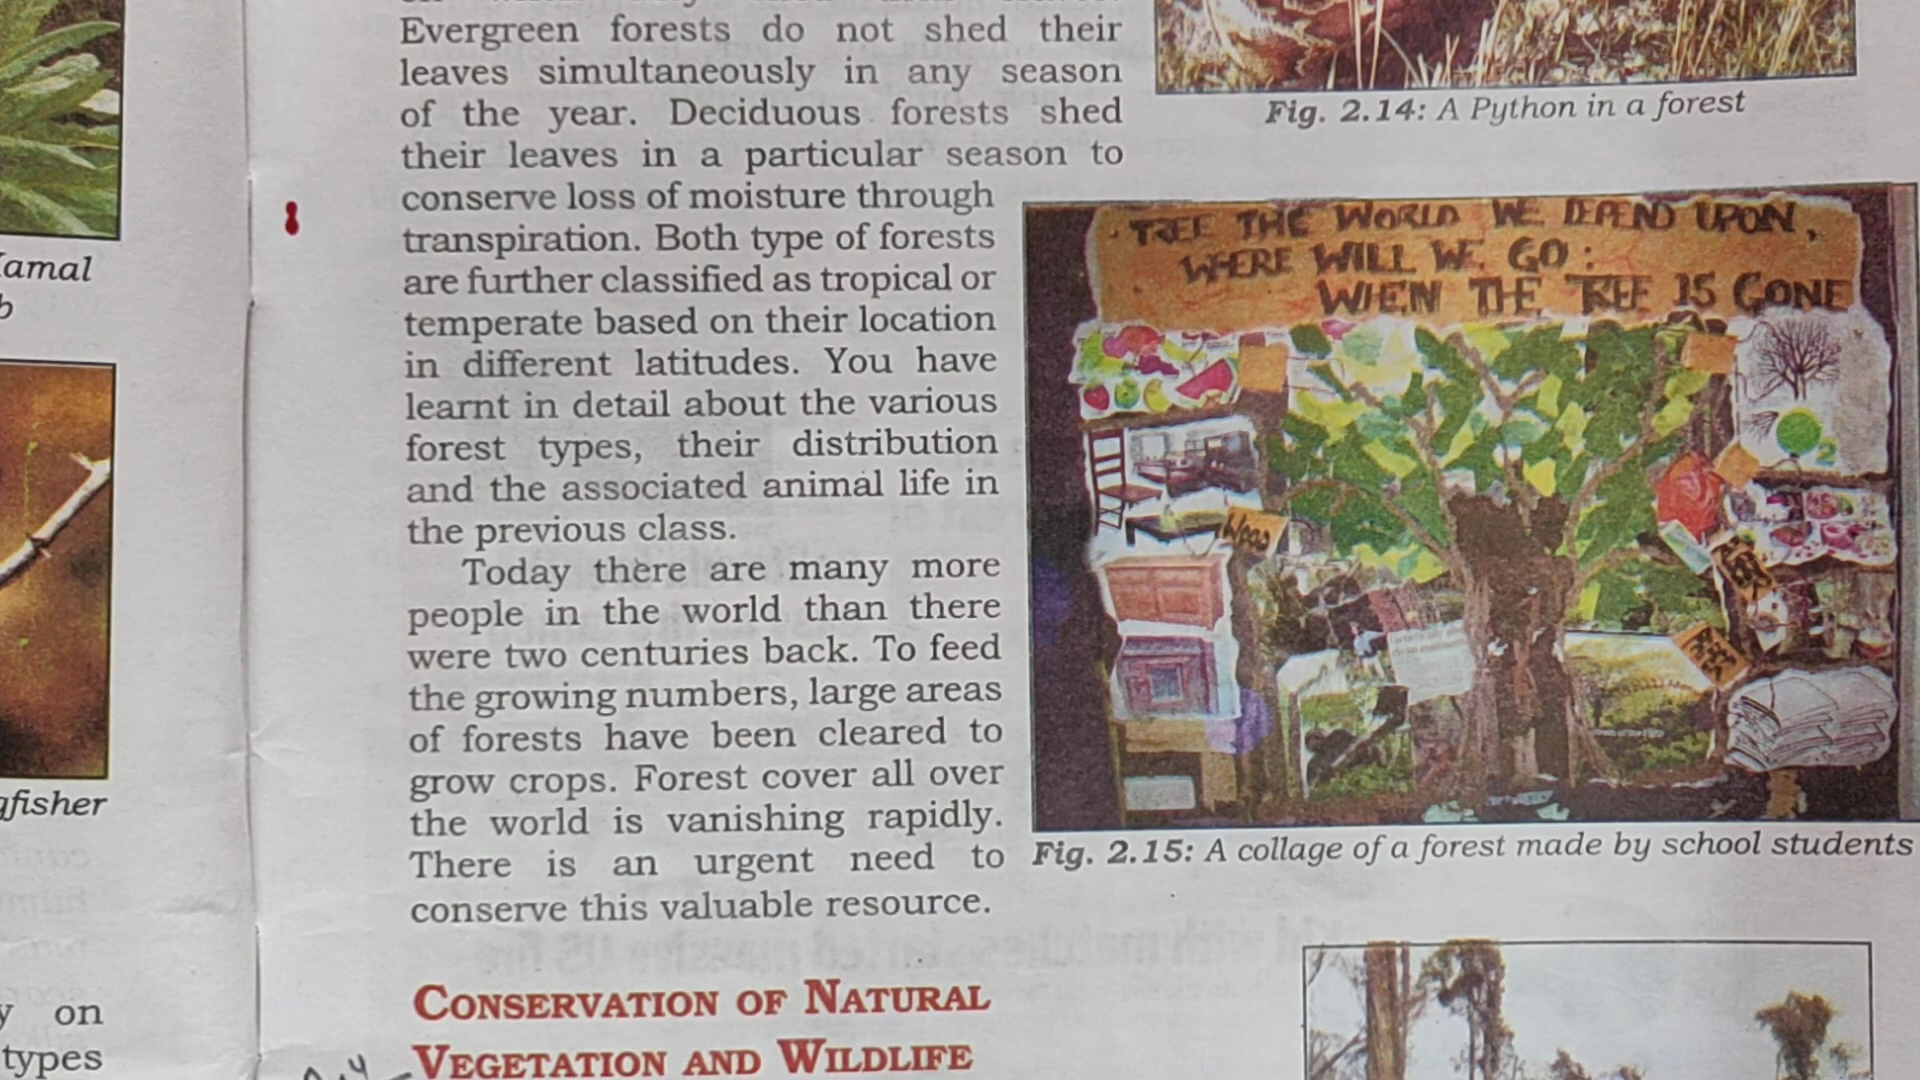 Evergreen forests do not shed their
leaves simultaneously in any season
of the year. Deciduous forests shed
their leaves in a particular season to
conserve loss of moisture through
transpiration. Both type of forests
are further classified as tropical or
temperate based on their location
in different latitudes. You have
learnt in detail about the various
forest types, their distribution
and the associated animal life in
the previous class.
Today there are many more
people in the world than there
were two centuries back. To feed
the growing numbers, large areas
of forests have been cleared to
grow crops. Forest cover all over
the world is vanishing rapidly.
There is an urgent need to
conserve this valuable resource.
CONSERVATION OF NATURAL
VEGETATION AND WILDLIFE
Fig. 2.14: A Python in a forest
TREE THE WORLD WE DEPEND UPON,
WHERE WILL WE GO:
WHEN THE TREE IS GONE
WOOD
Fig. 2.15: A collage of a forest made by school students
amal
gfisher
y on
types